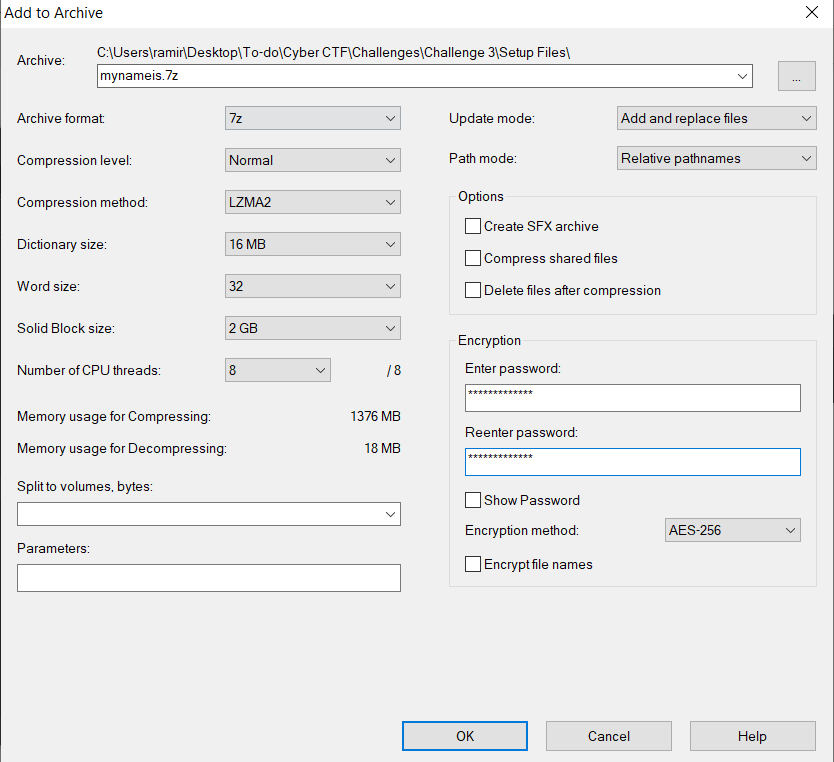 Add to Archive
Archive: C:\Users\ramir\Desktop\To-do\Cyber CTF\Challenges\Challenge 3\Setup Files\
mynameis.7z
...
Archive format: 7z
Compression level: Normal
Compression method: LZMA2
Dictionary size: 16 MB
Word size: 32
Solid Block size: 2 GB
Number of CPU threads: 8 / 8
Memory usage for Compressing: 1376 MB
Memory usage for Decompressing: 18 MB
Split to volumes, bytes:
Parameters:
Update mode: Add and replace files
Path mode: Relative pathnames
Options
Create SFX archive
Compress shared files
Delete files after compression
Encryption
Enter password:
*************
Reenter password:
*************
Show Password
Encryption method: AES-256
Encrypt file names
OK Cancel Help